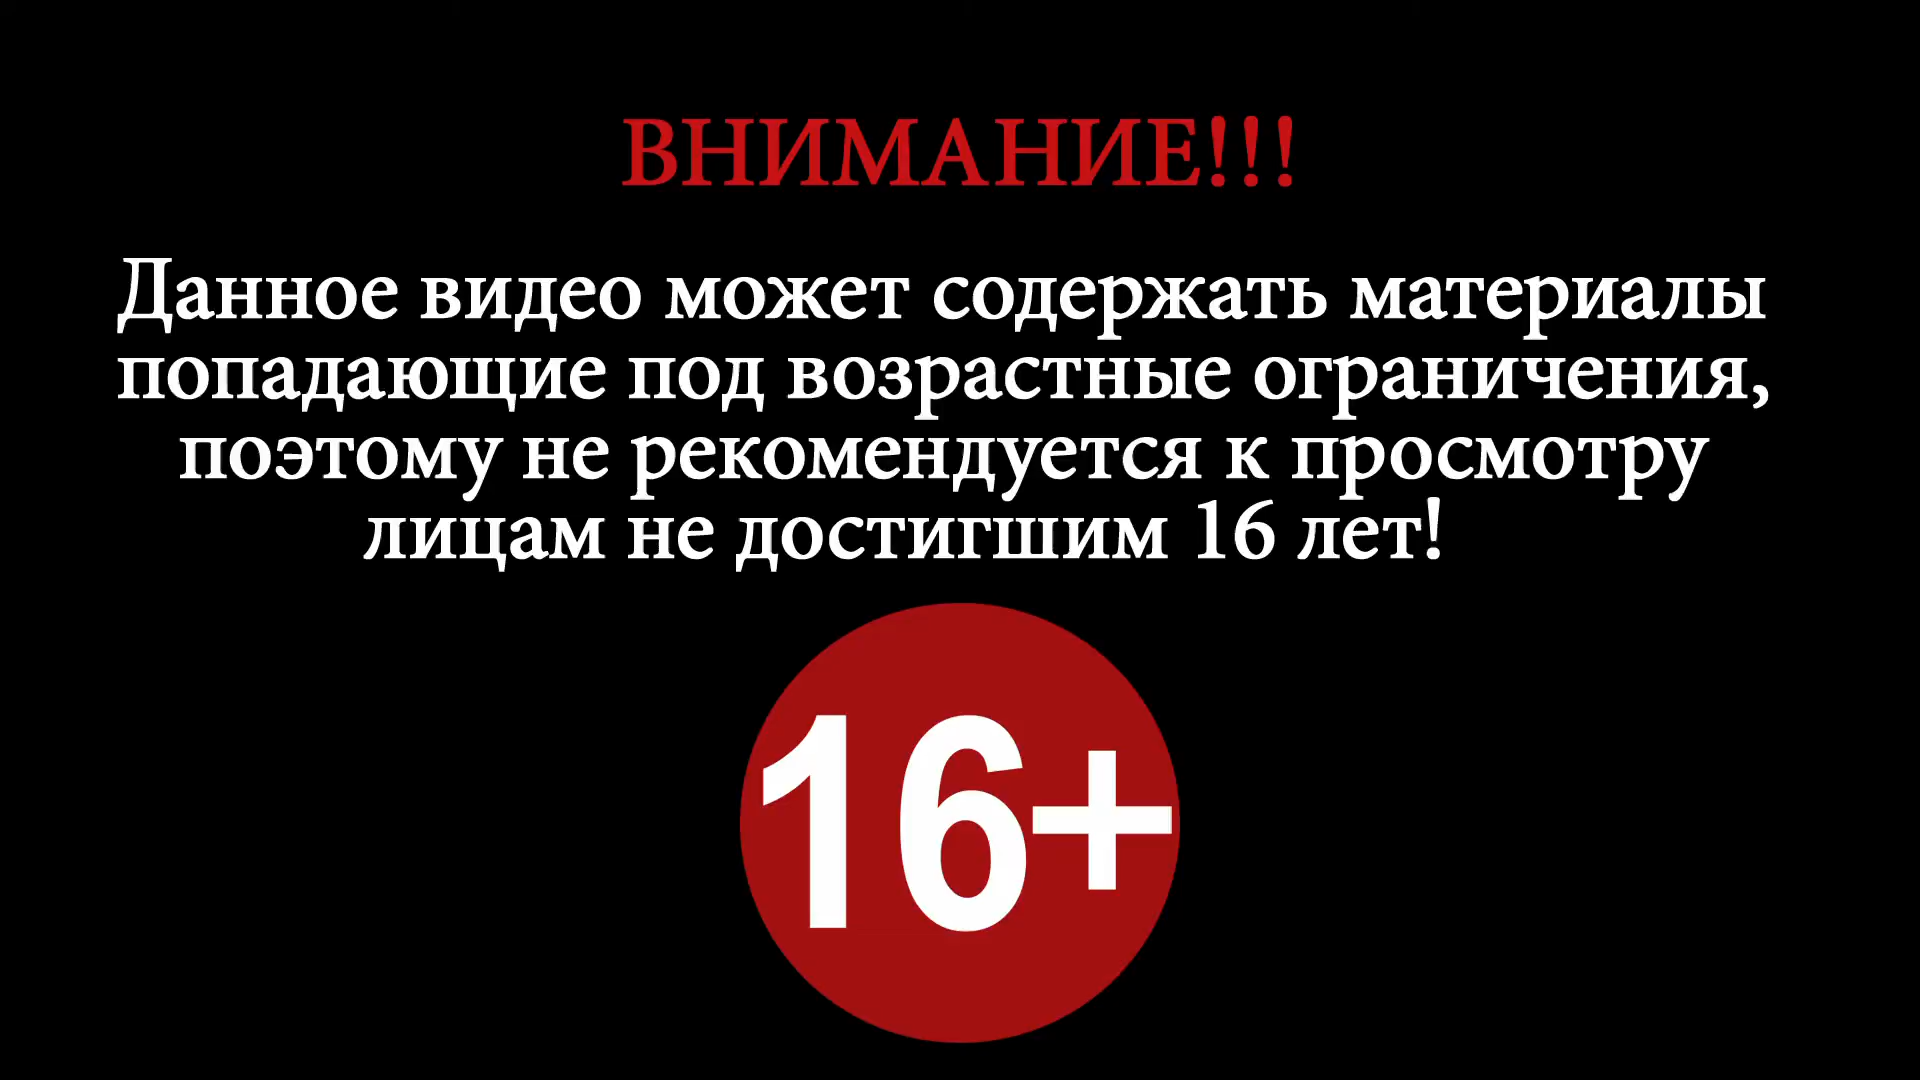 ВНИМАНИЕ!!!
Данное видео может содержать материалы
попадающие под возрастные ограничения,
поэтому не рекомендуется к просмотру
лицам не достигшим 16 лет!
16+